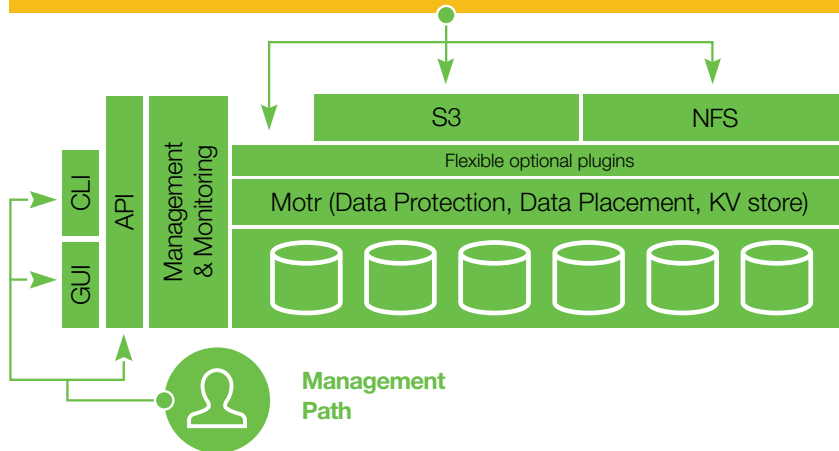 S3
NFS
Flexible optional plugins
Motr (Data Protection, Data Placement, KV store)
CLI
GUI
API
Management
& Monitoring
Management
Path